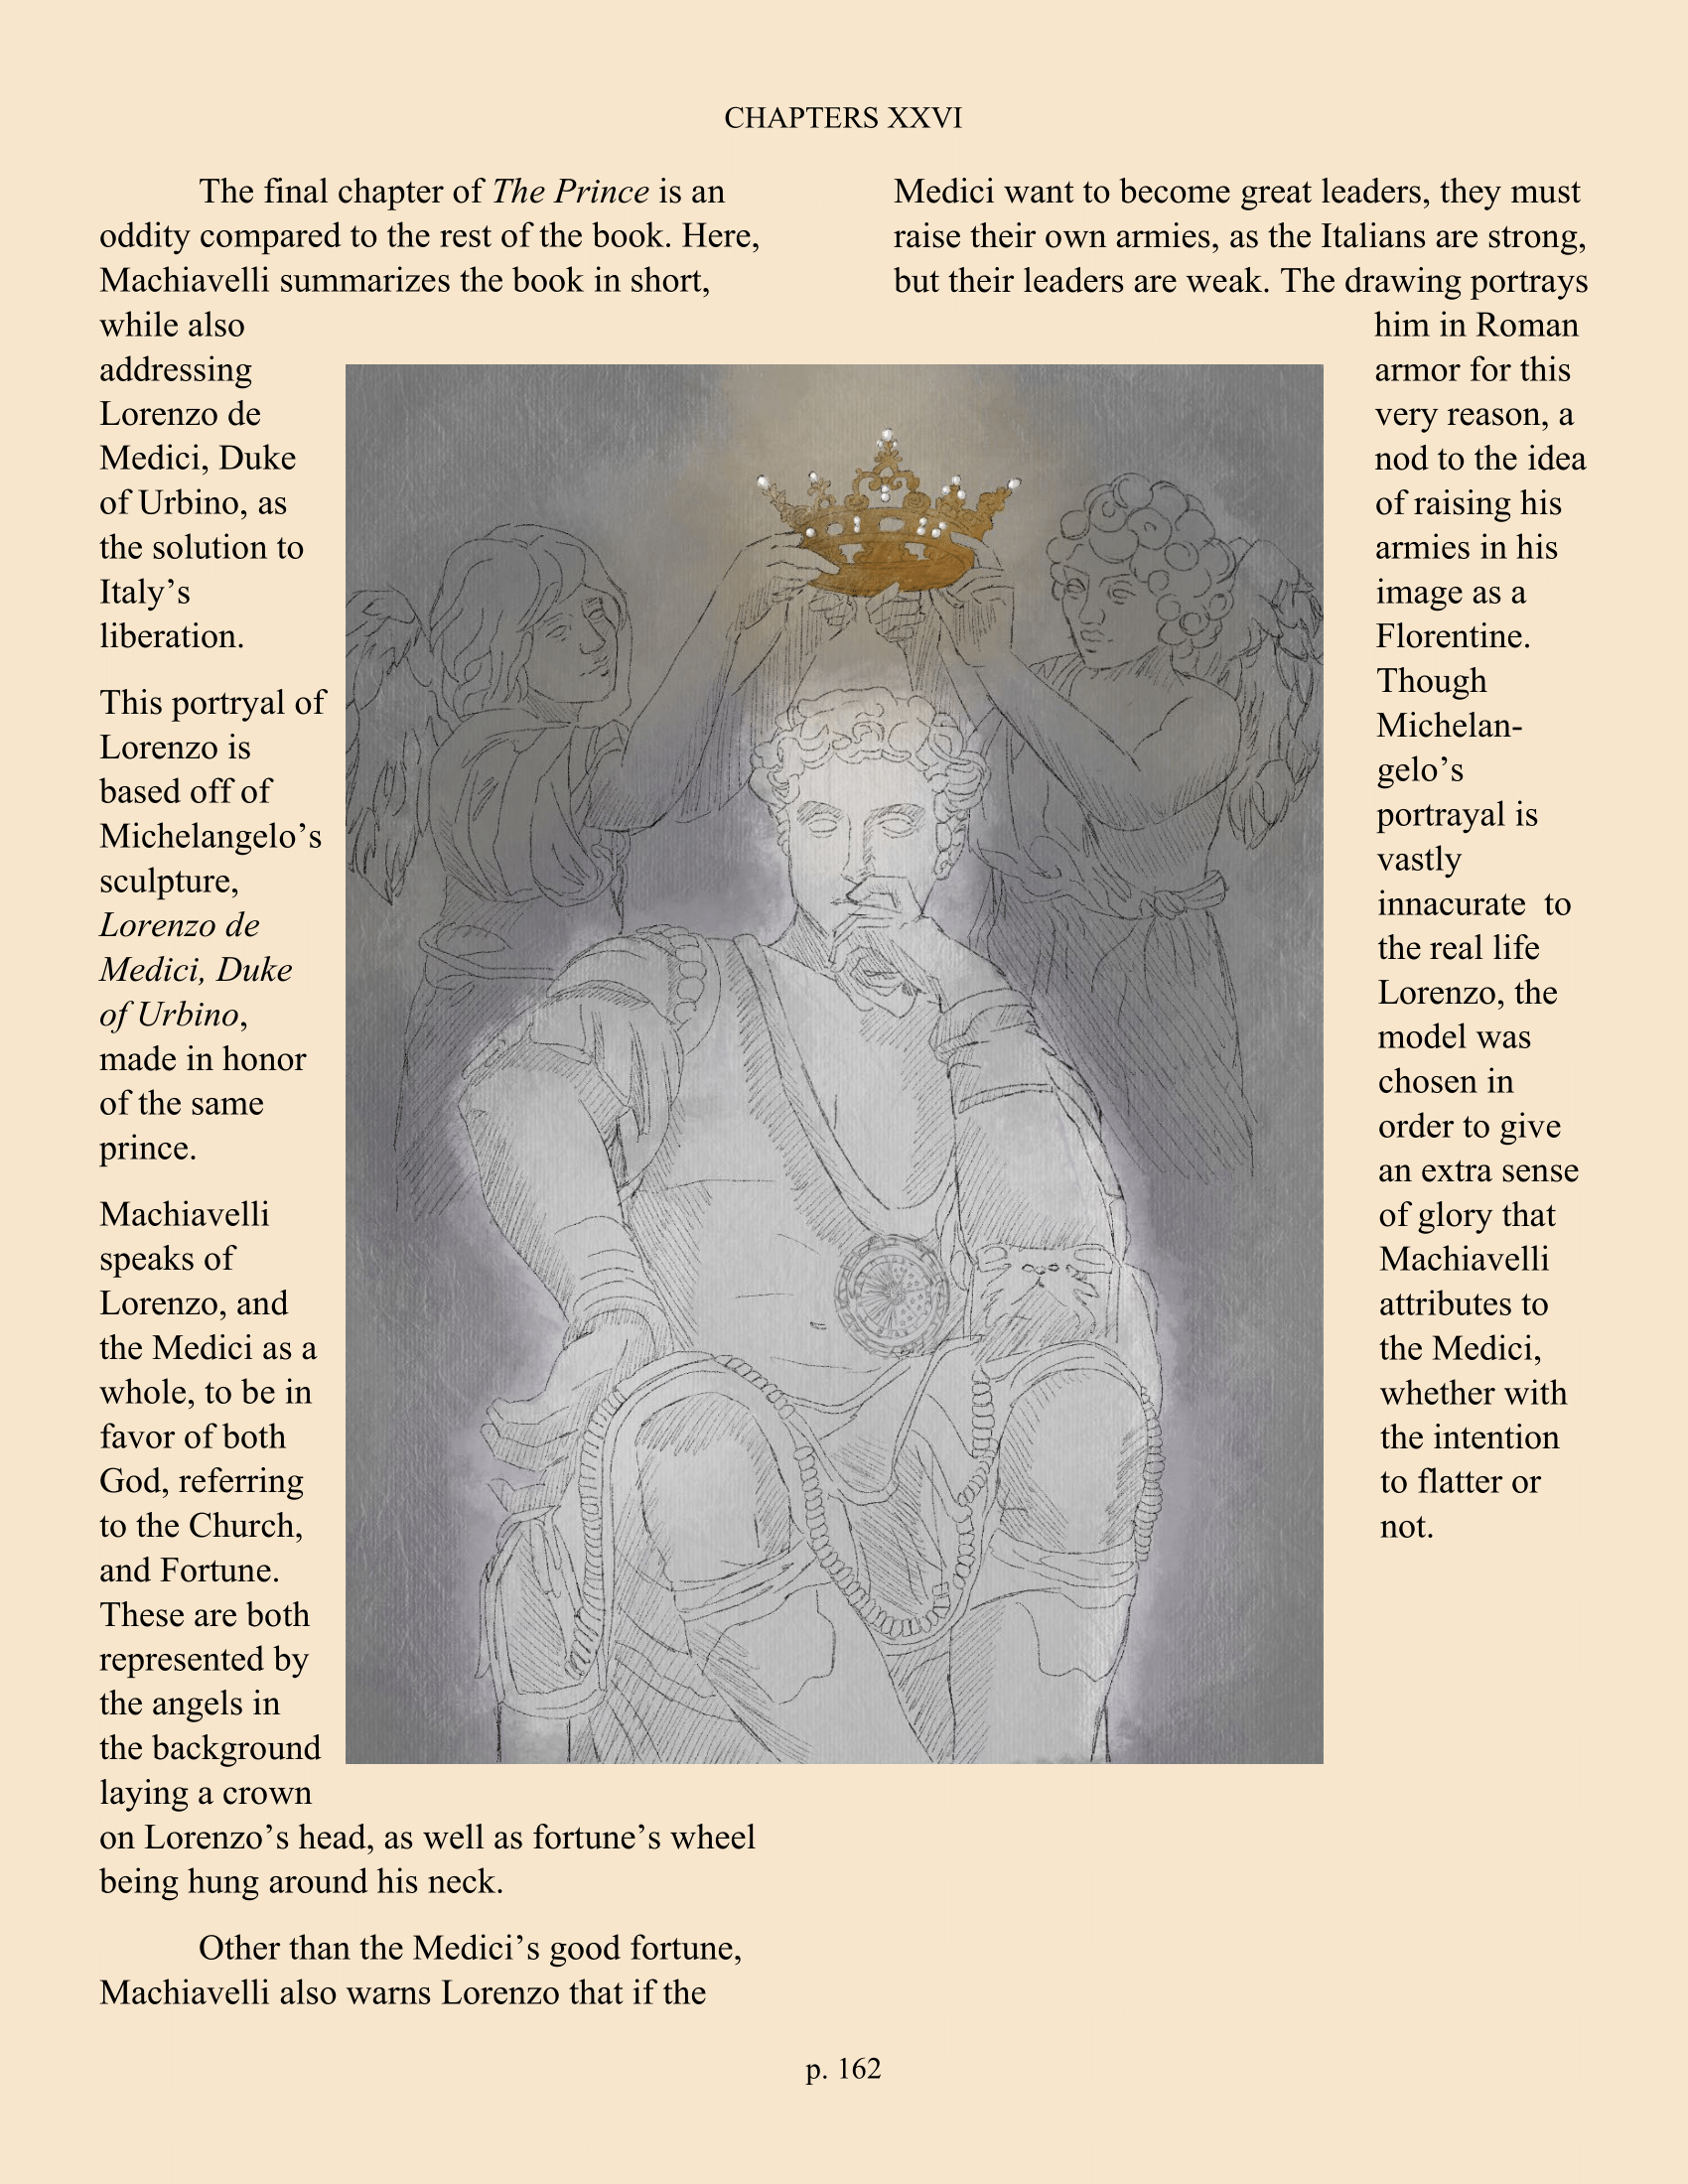 CHAPTERS XXVI
The final chapter of The Prince is an
oddity compared to the rest of the book. Here,
Machiavelli summarizes the book in short,
while also
addressing
Lorenzo de
Medici, Duke
of Urbino, as
the solution to
Italy’s
liberation.
This portryal of
Lorenzo is
based off of
Michelangelo’s
sculpture,
Lorenzo de
Medici, Duke
of Urbino,
made in honor
of the same
prince.
Machiavelli
speaks of
Lorenzo, and
the Medici as a
whole, to be in
favor of both
God, referring
to the Church,
and Fortune.
These are both
represented by
the angels in
the background
laying a crown
on Lorenzo’s head, as well as fortune’s wheel
being hung around his neck.
Other than the Medici’s good fortune,
Machiavelli also warns Lorenzo that if the
Medici want to become great leaders, they must
raise their own armies, as the Italians are strong,
but their leaders are weak. The drawing portrays
him in Roman
armor for this
very reason, a
nod to the idea
of raising his
armies in his
image as a
Florentine.
Though
Michelan-
gelo’s
portrayal is
vastly
innacurate  to
the real life
Lorenzo, the
model was
chosen in
order to give
an extra sense
of glory that
Machiavelli
attributes to
the Medici,
whether with
the intention
to flatter or
not.
p. 162